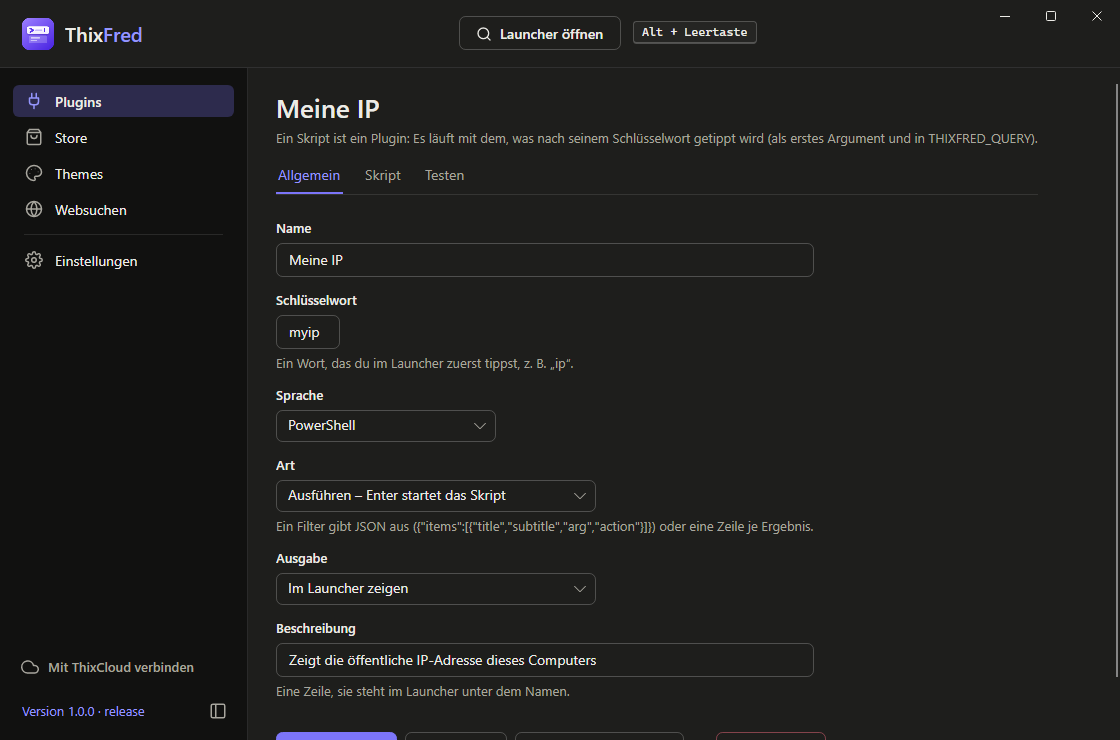 ThixFred
Launcher öffnen
Alt + Leertaste
Plugins
Store
Themes
Websuchen
Einstellungen
Mit ThixCloud verbinden
Version 1.0.0 · release
Meine IP
Ein Skript ist ein Plugin: Es läuft mit dem, was nach seinem Schlüsselwort getippt wird (als erstes Argument und in THIXFRED_QUERY).
Allgemein Skript Testen
Name
Meine IP
Schlüsselwort
myip
Ein Wort, das du im Launcher zuerst tippst, z. B. „ip“.
Sprache
PowerShell
Art
Ausführen – Enter startet das Skript
Ein Filter gibt JSON aus ({"items":[{"title","subtitle","arg","action"}]}) oder eine Zeile je Ergebnis.
Ausgabe
Im Launcher zeigen
Beschreibung
Zeigt die öffentliche IP-Adresse dieses Computers
Eine Zeile, sie steht im Launcher unter dem Namen.